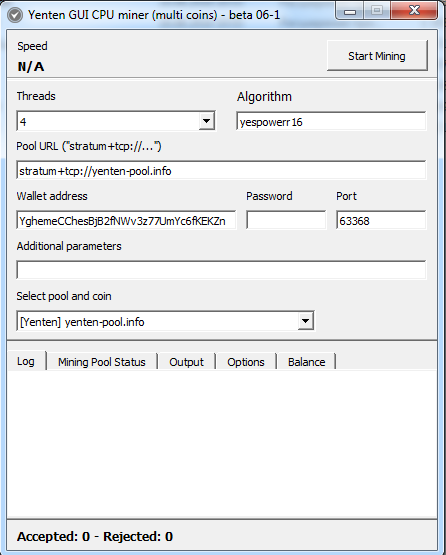 Yenten GUI CPU miner (multi coins) - beta 06-1
Speed
N/A
Start Mining
Threads
Algorithm
4
yespowerr16
Pool URL ("stratum+tcp://...")
stratum+tcp://yenten-pool.info
Wallet address
Password
Port
YghemeCChesBjB2fNWv3z77UmYc6fKEKZn
63368
Additional parameters
Select pool and coin
[Yenten] yenten-pool.info
Log
Mining Pool Status
Output
Options
Balance
Accepted: 0 - Rejected: 0